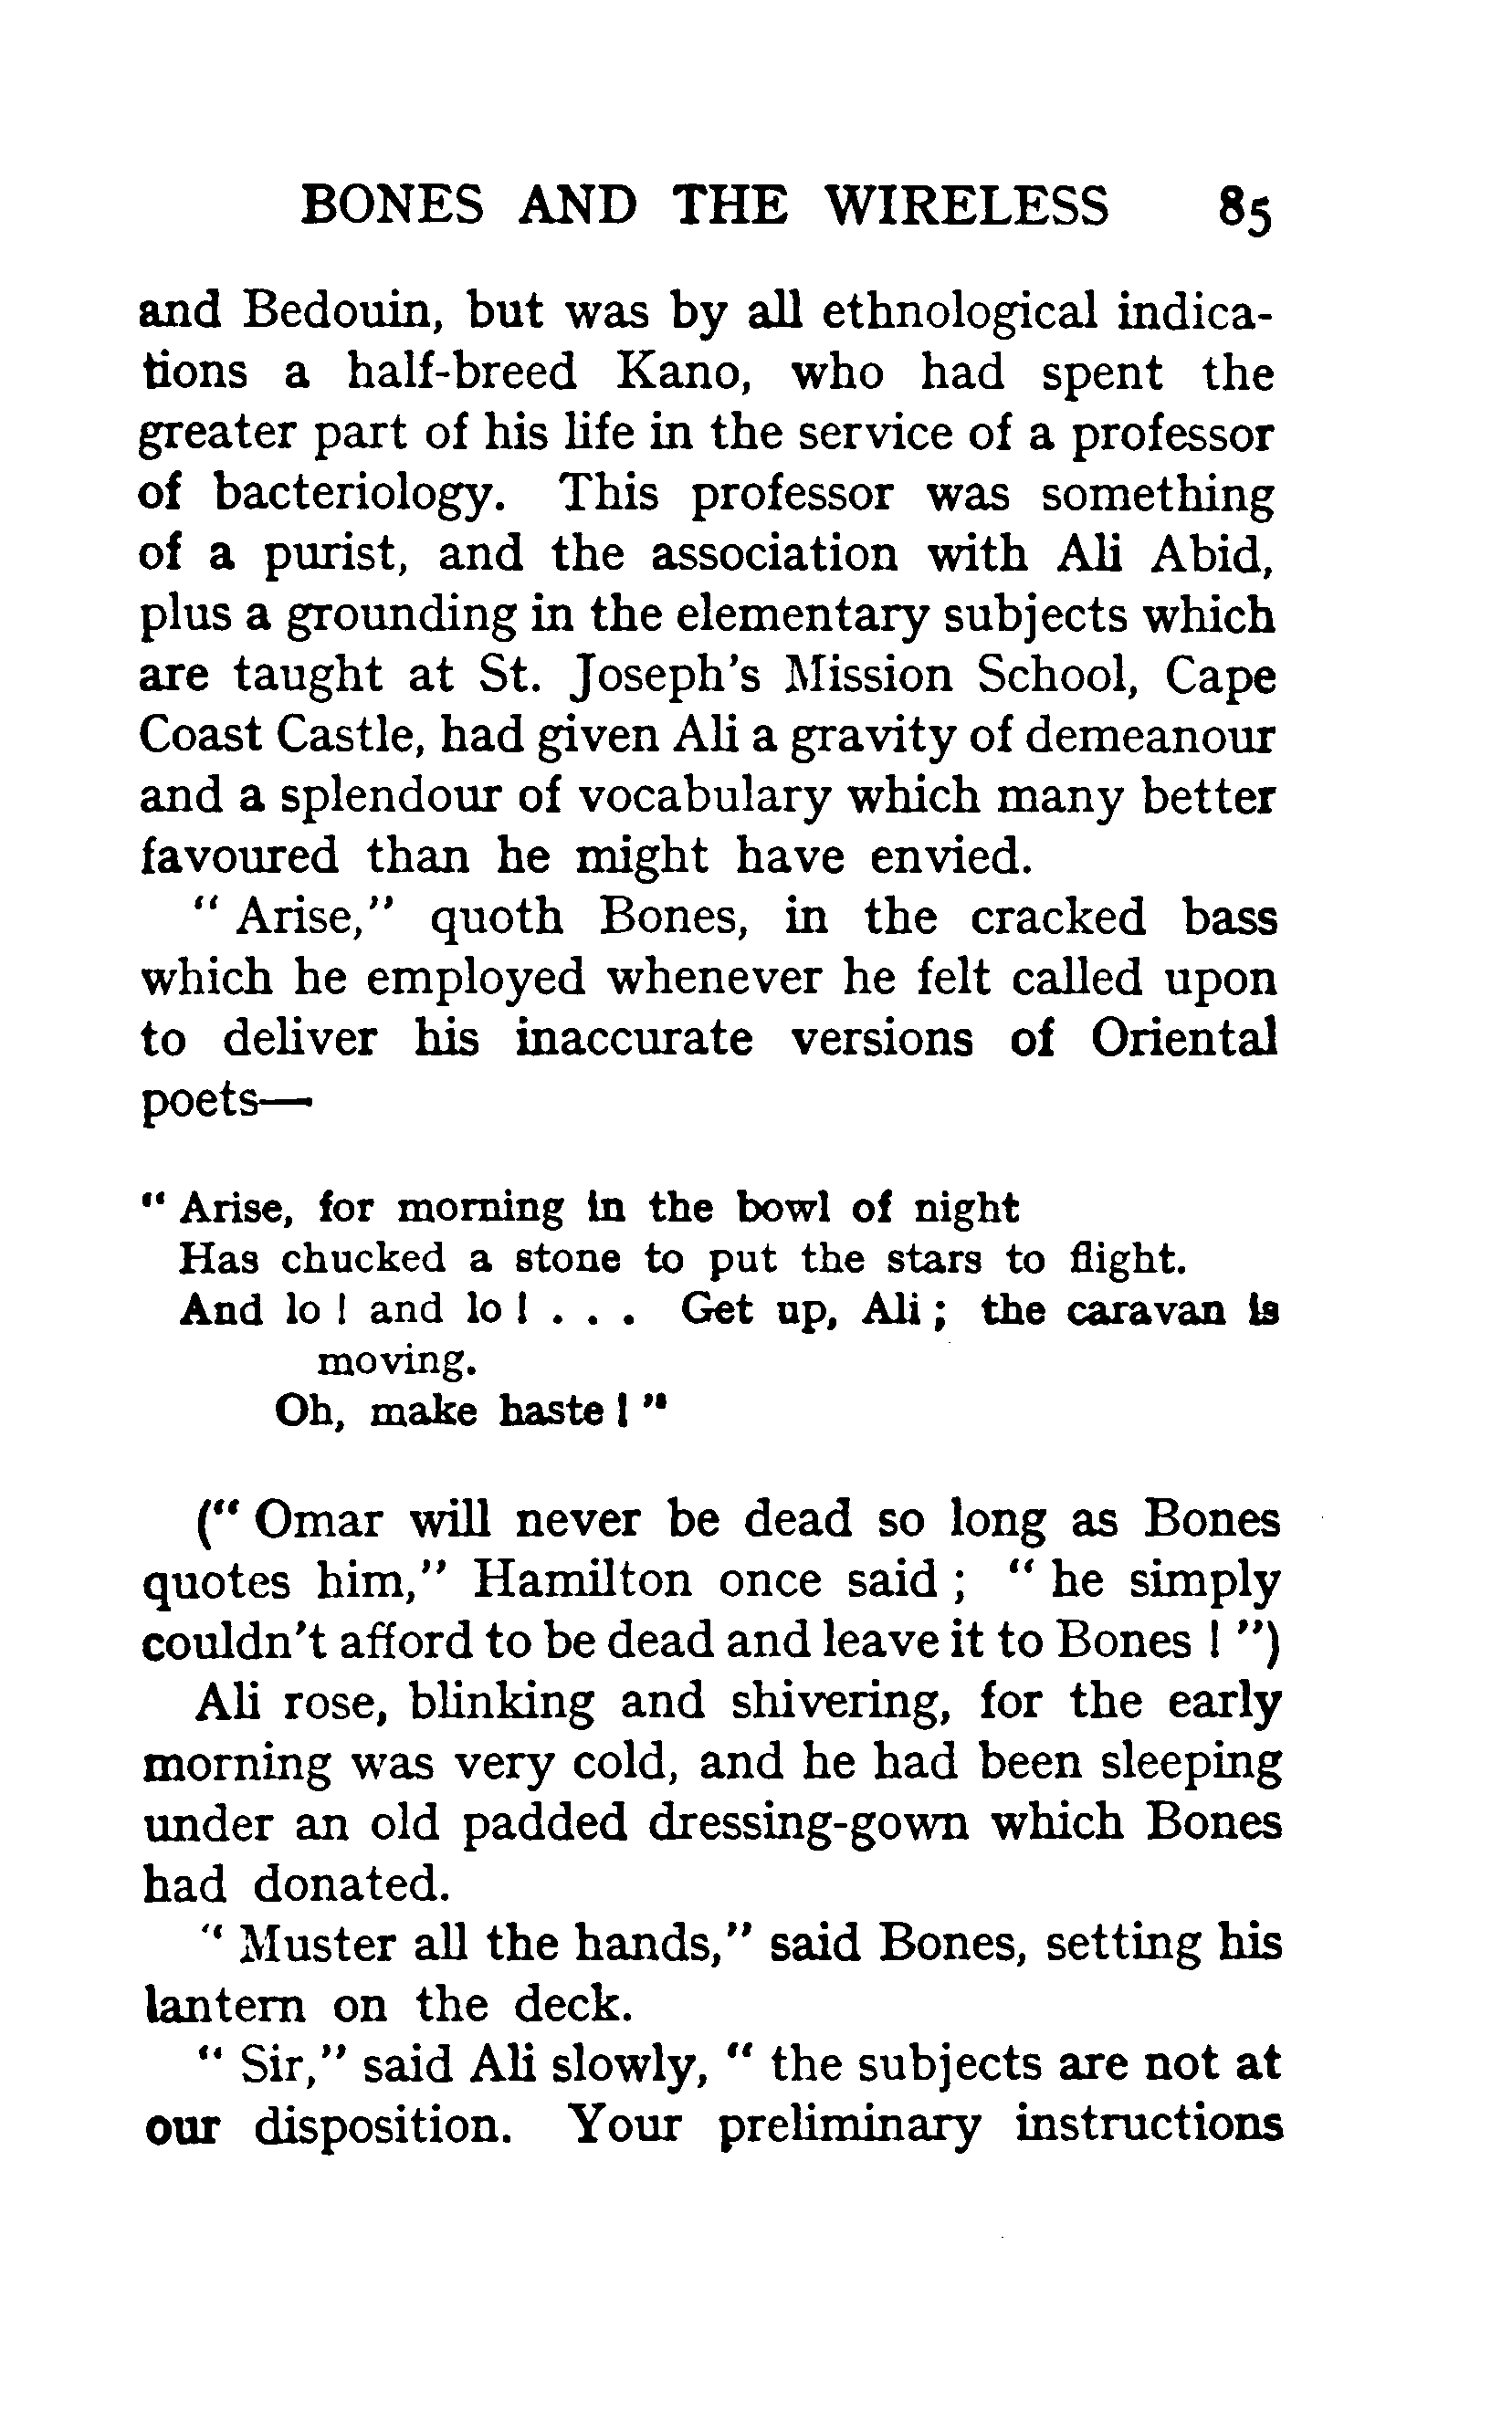 BONES AND THE WIRELESS 85
and Bedouin, but was by all ethnological indica-
tions a half-breed Kano, who had spent the
greater part of his life in the service of a professor
of bacteriology. This professor was something
of a purist, and the association with Ali Abid,
plus a grounding in the elementary subjects which
are taught at St. Joseph's Mission School, Cape
Coast Castle, had given Ali a gravity of demeanour
and a splendour of vocabulary which many better
favoured than he might have envied.
" Arise," quoth Bones, in the cracked bass
which he employed whenever he felt called upon
to deliver his inaccurate versions of Oriental
poets—
" Arise, for morning in the bowl of night
Has chucked a stone to put the stars to flight.
And lo ! and lo ! . . . Get up, Ali ; the caravan is
moving.
Oh, make haste ! "
(" Omar will never be dead so long as Bones
quotes him," Hamilton once said ; " he simply
couldn't afford to be dead and leave it to Bones ! ")
Ali rose, blinking and shivering, for the early
morning was very cold, and he had been sleeping
under an old padded dressing-gown which Bones
had donated.
" Muster all the hands," said Bones, setting his
lantern on the deck.
" Sir," said Ali slowly, " the subjects are not at
our disposition. Your preliminary instructions